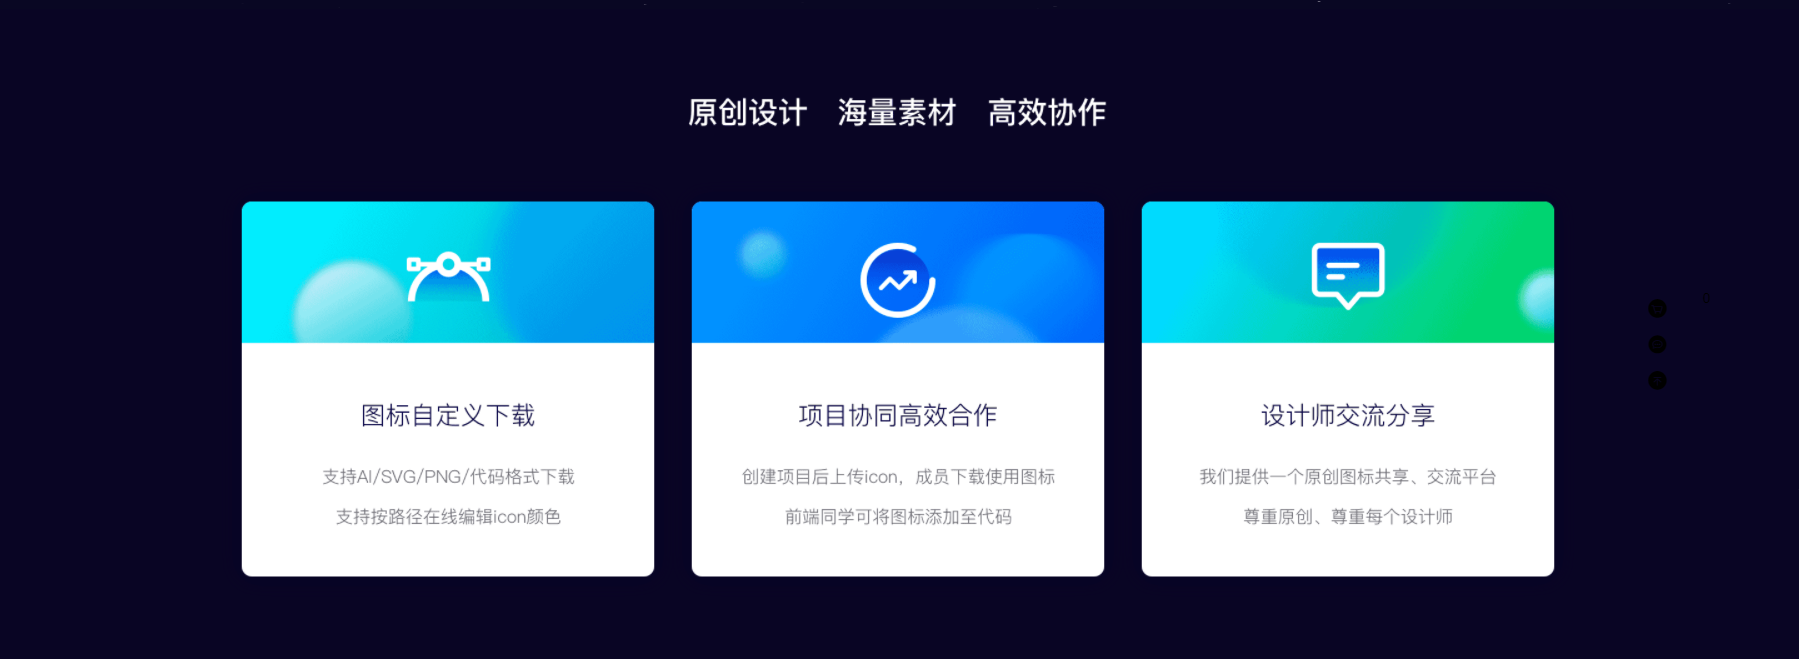 原创设计 海量素材 高效协作
图标自定义下载
支持AI/SVG/PNG/代码格式下载
支持按路径在线编辑icon颜色
项目协同高效合作
创建项目后上传icon，成员下载使用图标
前端同学可将图标添加至代码
设计师交流分享
我们提供一个原创图标共享、交流平台
尊重原创、尊重每个设计师
0